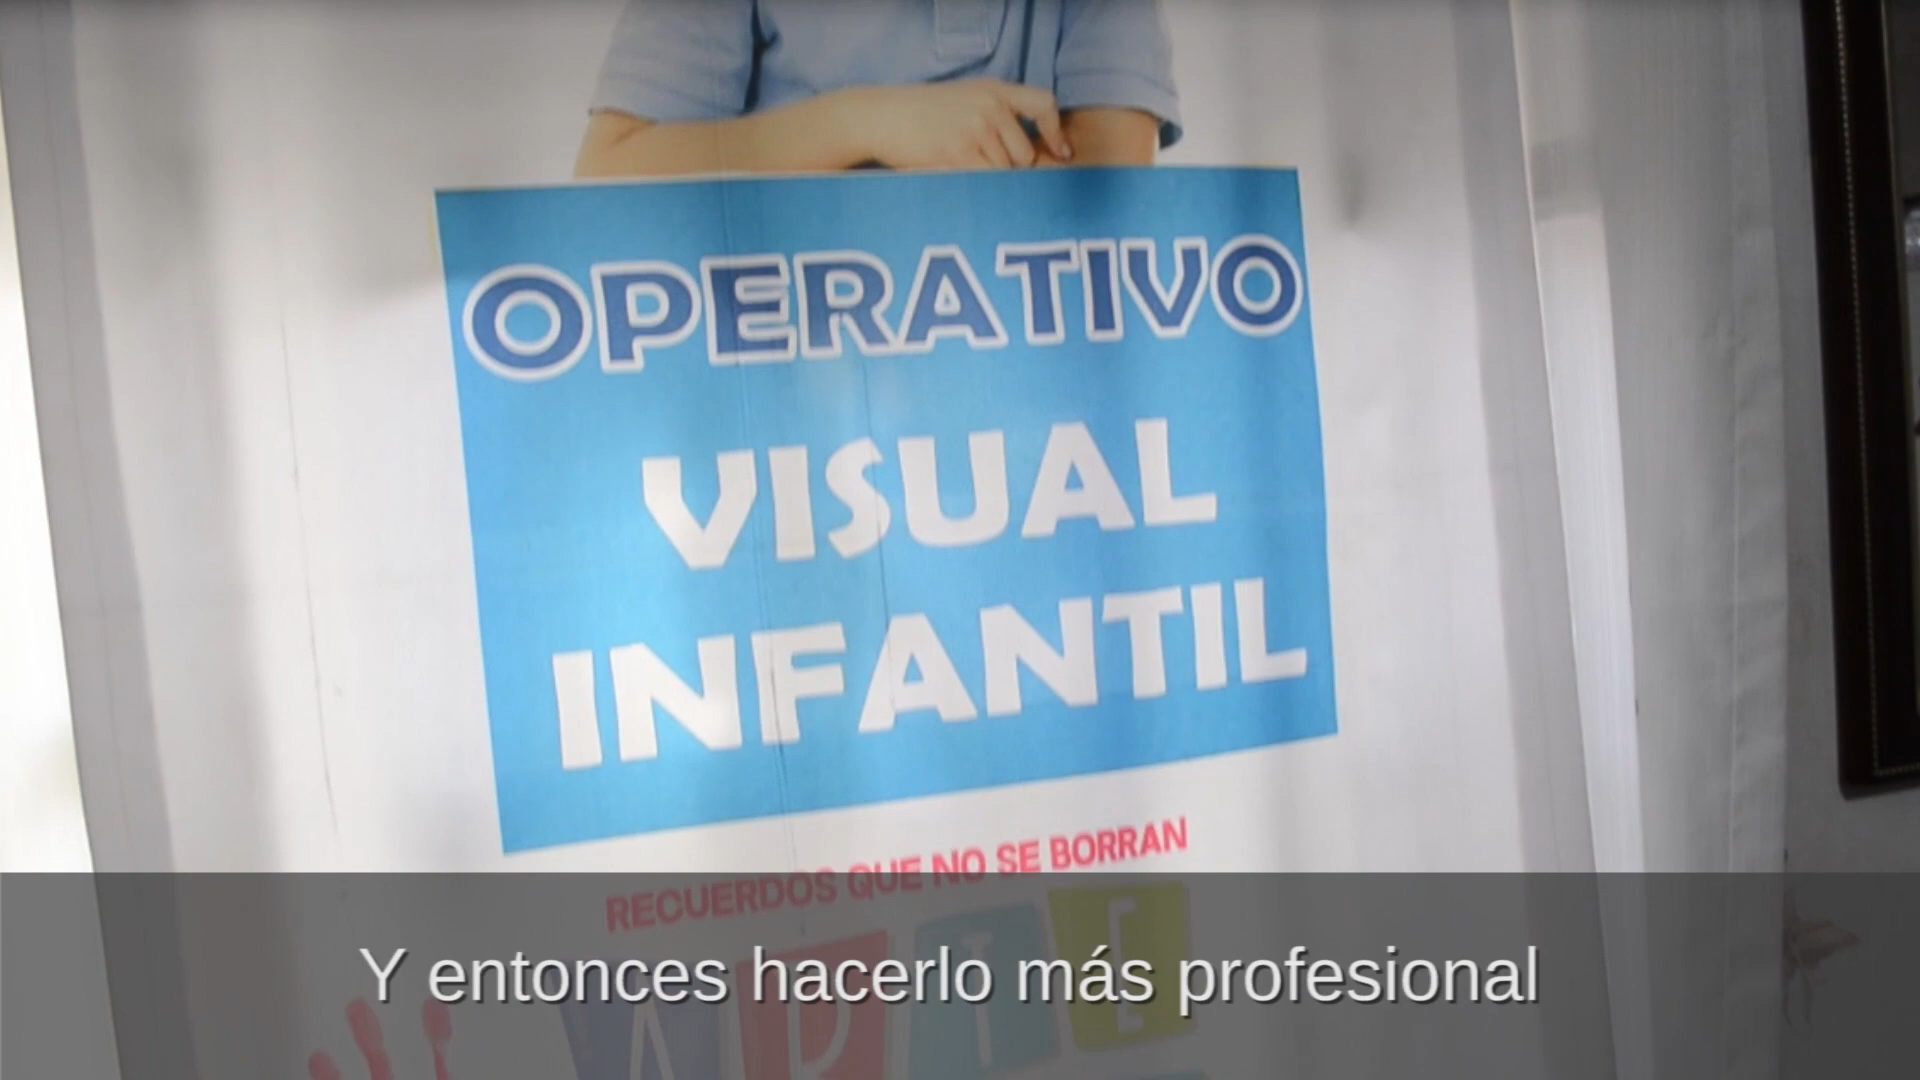 OPERATIVO
VISUAL
INFANTIL
RECUERDOS QUE NO SE BORRAN
Y entonces hacerlo más profesional